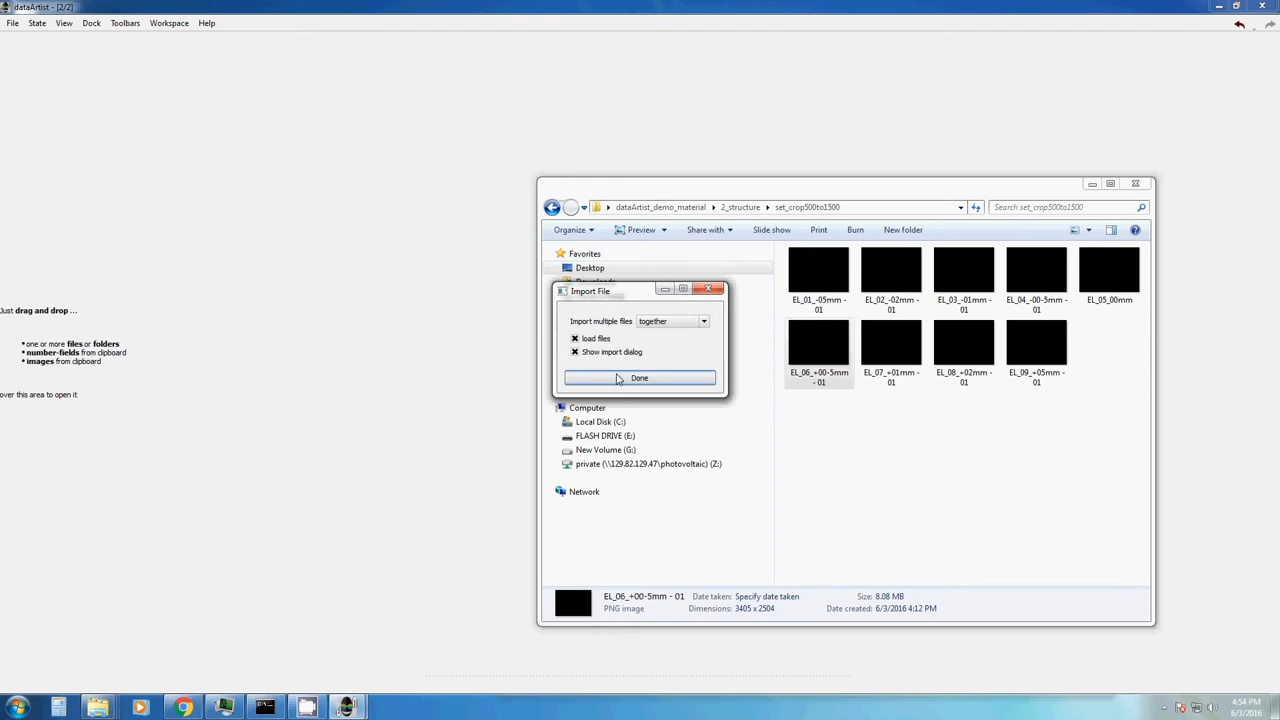 dataArtist - [2/2]
File State View Dock Toolbars Workspace Help
Just drag and drop ...
• one or more files or folders
• number-fields from clipboard
• images from clipboard
over this area to open it
dataArtist_demo_material 2_structure set_crop500to1500
Search set_crop500to1500
Organize Preview Share with Slide show Print Burn New folder
Favorites
Desktop
Import File
Import multiple files together
load files
Show import dialog
Done
Computer
Local Disk (C:)
FLASH DRIVE (E:)
New Volume (G:)
private (\\129.82.129.47\photovoltaic) (Z:)
Network
EL_01_-05mm - 01
EL_02_-02mm - 01
EL_03_-01mm - 01
EL_04_-00-5mm - 01
EL_05_00mm
EL_06_+00-5mm - 01
EL_07_+01mm - 01
EL_08_+02mm - 01
EL_09_+05mm - 01
EL_06_+00-5mm - 01 Date taken: Specify date taken Size: 8.08 MB
PNG image Dimensions: 3405 x 2504 Date created: 6/3/2016 4:12 PM
4:54 PM
6/3/2016